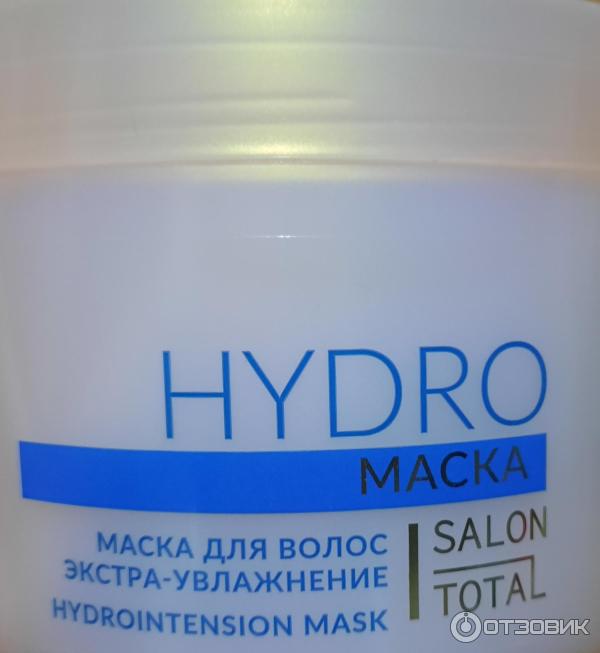 HYDRO
МАСКА
МАСКА ДЛЯ ВОЛОС
ЭКСТРА-УВЛАЖНЕНИЕ
HYDROINTENSION MASK
SALON
TOTAL
ОТЗОВИК